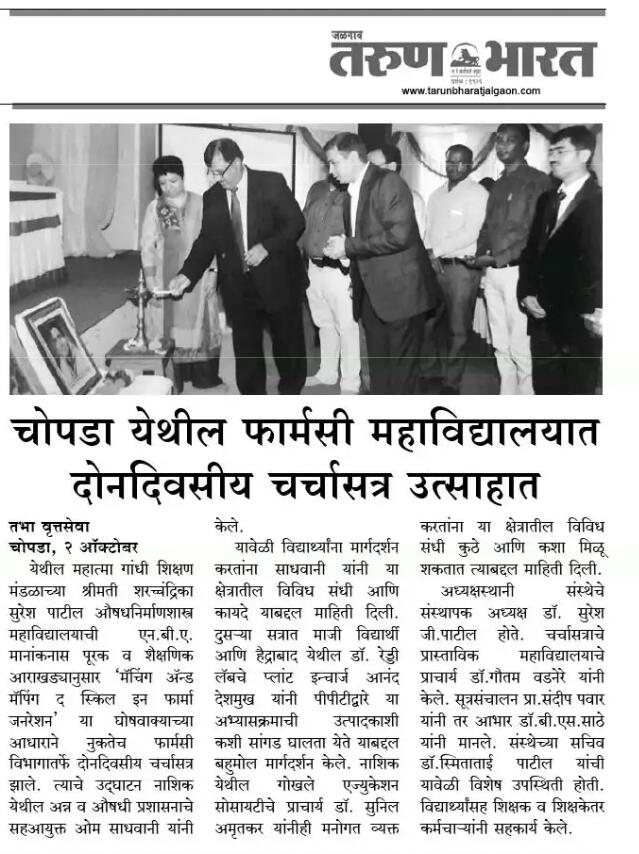 जळगाव
तरुण भारत
www.tarunbharatjalgaon.com
चोपडा येथील फार्मसी महाविद्यालयात
दोनदिवसीय चर्चासत्र उत्साहात
तभा वृत्तसेवा
चोपडा, २ ऑक्टोबर
येथील महात्मा गांधी शिक्षण
मंडळाच्या श्रीमती शरच्चंद्रिका
सुरेश पाटील औषधनिर्माणशास्त्र
महाविद्यालयाची एन.बी.ए.
मानांकनास पूरक व शैक्षणिक
आराखड्यानुसार ‘मॅचिंग अ‍ॅन्ड
मॅपिंग द स्किल इन फार्मा
जनरेशन’ या घोषवाक्याच्या
आधाराने नुकतेच फार्मसी
विभागातर्फे दोनदिवसीय चर्चासत्र
झाले. त्याचे उद्‌घाटन नाशिक
येथील अन्न व औषधी प्रशासनाचे
सहआयुक्त ओम साधवानी यांनी
केले.
यावेळी विद्यार्थ्यांना मार्गदर्शन
करतांना साधवानी यांनी या
क्षेत्रातील विविध संधी आणि
कायदे याबद्दल माहिती दिली.
दुसऱ्या सत्रात माजी विद्यार्थी
आणि हैद्राबाद येथील डॉ. रेड्डी
लॅबचे प्लांट इन्चार्ज आनंद
देशमुख यांनी पीपीटीद्वारे या
अभ्यासक्रमाची उत्पादकाशी
कशी सांगड घालता येते याबद्दल
बहुमोल मार्गदर्शन केले. नाशिक
येथील गोखले एज्युकेशन
सोसायटीचे प्राचार्य डॉ. सुनिल
अमृतकर यांनीही मनोगत व्यक्त
करतांना या क्षेत्रातील विविध
संधी कुठे आणि कशा मिळू
शकतात त्याबद्दल माहिती दिली.
अध्यक्षस्थानी संस्थेचे
संस्थापक अध्यक्ष डॉ. सुरेश
जी.पाटील होते. चर्चासत्राचे
प्रास्ताविक महाविद्यालयाचे
प्राचार्य डॉ.गौतम वडनेरे यांनी
केले. सूत्रसंचालन प्रा.संदीप पवार
यांनी तर आभार डॉ.बी.एस.साठे
यांनी मानले. संस्थेच्या सचिव
डॉ.स्मिताताई पाटील यांची
यावेळी विशेष उपस्थिती होती.
विद्यार्थ्यांसह शिक्षक व शिक्षकेतर
कर्मचाऱ्यांनी सहकार्य केले.